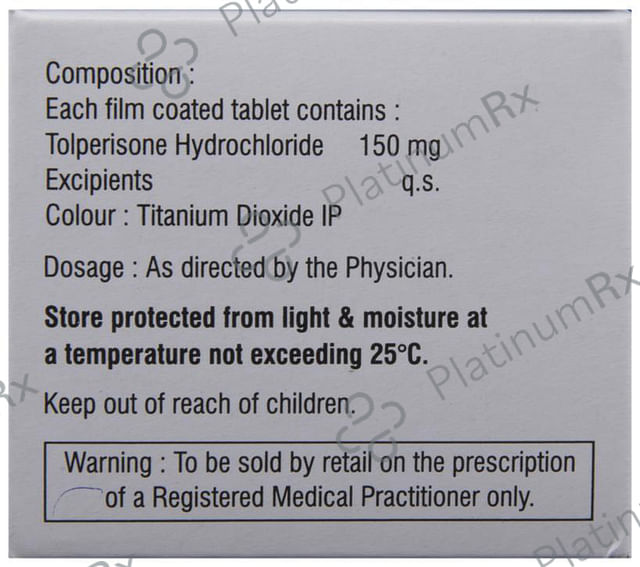 Composition :
Each film coated tablet contains :
Tolperisone Hydrochloride 150 mg
Excipients q.s.
Colour : Titanium Dioxide IP
Dosage : As directed by the Physician.
Store protected from light & moisture at
a temperature not exceeding 25°C.
Keep out of reach of children.
Warning : To be sold by retail on the prescription
of a Registered Medical Practitioner only.
PlatinumRx
PlatinumRx